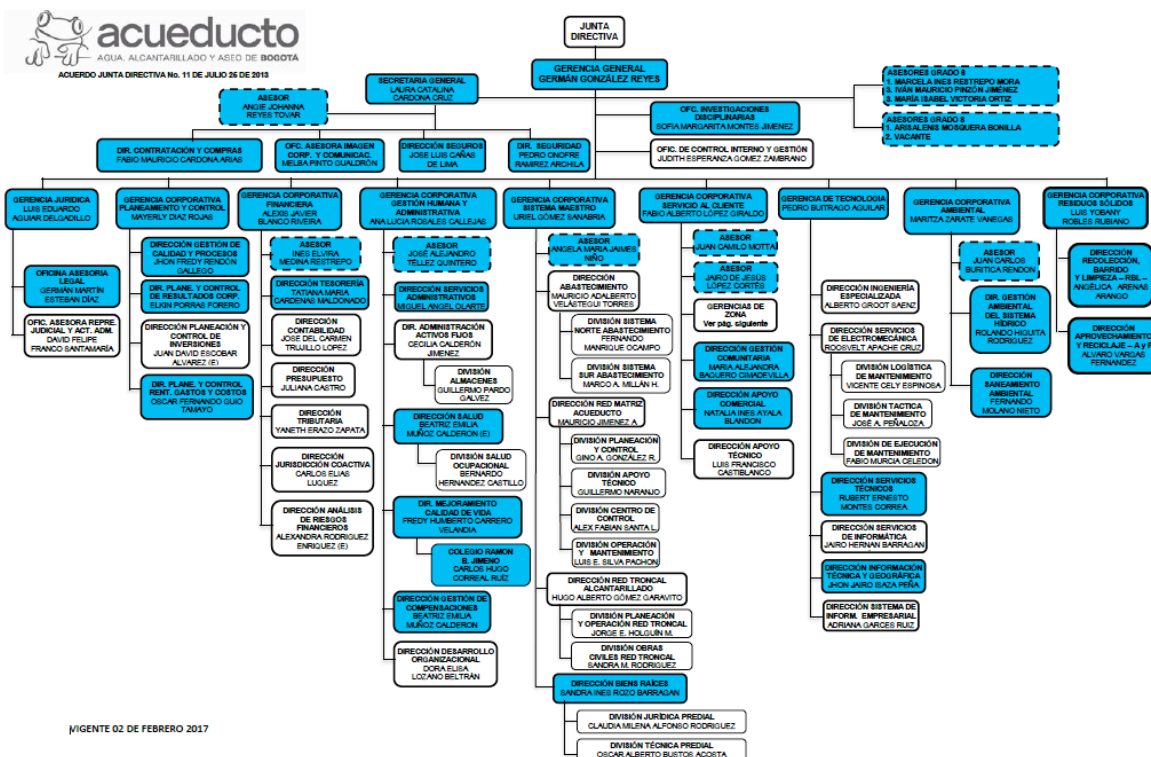 acueducto
AGUA, ALCANTARILLADO Y ASEO DE BOGOTÁ
ACUERDO JUNTA DIRECTIVA No. 11 DE JULIO 25 DE 2013
JUNTA
DIRECTIVA
GERENCIA GENERAL
GERMÁN GONZÁLEZ REYES
SECRETARIA GENERAL
LAURA CATALINA
CARDONA CRUZ
ASESOR
ANGIE JOHANNA
REYES TOVAR
ASESORES GRADO 6
1. MARCELA INES RESTREPO MORA
3. IVÁN MAURICIO PINZÓN JIMÉNEZ
3. MARÍA ISABEL VICTORIA ORTIZ
ASESORES GRADO 5
1. ARISALENIS MOSQUERA BONILLA
2. VACANTE
OFC. INVESTIGACIONES
DISCIPLINARIAS
SOFIA MARGARITA MONTES JIMENEZ
OFIC. DE CONTROL INTERNO Y GESTIÓN
JUDITH ESPERANZA GOMEZ ZAMBRANO
DIR. CONTRATACIÓN Y COMPRAS
FABIO MAURICIO CARDONA ARIAS
OFC. ASESORA IMAGEN
CORP. Y COMUNICAC.
MELBA PINTO GUALDRÓN
DIRECCIÓN SEGUROS
JOSE LUIS CAÑAS
DE LIMA
DIR. SEGURIDAD
PEDRO ONOFRE
RAMIREZ ARCHILA
GERENCIA JURIDICA
LUIS EDUARDO
AGUIAR DELGADILLO
OFICINA ASESORIA
LEGAL
GERMÁN MARTÍN
ESTEBAN DÍAZ
OFIC. ASESORA REPRE.
JUDICIAL Y ACT. ADM.
DAVID FELIPE
FRANCO SANTAMARÍA
GERENCIA CORPORATIVA
PLANEAMIENTO Y CONTROL
MAYERLY DIAZ ROJAS
DIRECCIÓN GESTIÓN DE
CALIDAD Y PROCESOS
JHON FREDY RENDÓN
GALLEGO
DIR. PLANE. Y CONTROL
DE RESULTADOS CORP.
ELKIN PORRAS FORERO
DIRECCIÓN PLANEACIÓN Y
CONTROL DE
INVERSIONES
JUAN DAVID ESCOBAR
ALVAREZ (E)
DIR. PLANE. Y CONTROL
RENT. GASTOS Y COSTOS
OSCAR FERNANDO GUIO
TAMAYO
GERENCIA CORPORATIVA
FINANCIERA
ALEXIS JAVIER
BLANCO RIVEIRA
ASESOR
INES ELVIRA
MEDINA RESTREPO
DIRECCIÓN TESORERÍA
TATIANA MARIA
CARDENAS MALDONADO
DIRECCIÓN
CONTABILIDAD
JOSE DEL CARMEN
TRUJILLO LOPEZ
DIRECCIÓN
PRESUPUESTO
JULIANA CASTRO
DIRECCIÓN
TRIBUTARIA
YANETH ERAZO ZAPATA
DIRECCIÓN
JURISDICCIÓN COACTIVA
CARLOS ELIAS
LUQUEZ
DIRECCIÓN ANÁLISIS
DE RIESGOS
FINANCIEROS
ALEXANDRA RODRIGUEZ
ENRIQUEZ (E)
GERENCIA CORPORATIVA
GESTIÓN HUMANA Y
ADMINISTRATIVA
ANA LUCIA ROSALES CALLEJAS
ASESOR
JOSÉ ALEJANDRO
TÉLLEZ QUINTERO
DIRECCIÓN SERVICIOS
ADMINISTRATIVOS
MIGUEL ANGEL OLARTE
DIR. ADMINISTRACIÓN
ACTIVOS FIJOS
CECILIA CALDERÓN
JIMENEZ
DIVISIÓN
ALMACENES
GUILLERMO PARDO
GALVEZ
DIRECCIÓN SALUD
BEATRIZ EMILIA
MUÑOZ CALDERON (E)
DIVISIÓN SALUD
OCUPACIONAL
BERNARDO
HERNANDEZ CASTILLO
DIR. MEJORAMIENTO
CALIDAD DE VIDA
FREDY HUMBERTO CARRERO
VELANDIA
COLEGIO RAMON
B. JIMENO
CARLOS HUGO
CORREAL RUÍZ
DIRECCIÓN GESTIÓN DE
COMPENSACIONES
BEATRIZ EMILIA
MUÑOZ CALDERON
DIRECCIÓN DESARROLLO
ORGANIZACIONAL
DORA ELISA
LOZANO BELTRÁN
GERENCIA CORPORATIVA
SISTEMA MAESTRO
URIEL GÓMEZ SANABRIA
ASESOR
ANGELA MARIA JAIMES
NIÑO
DIRECCIÓN
ABASTECIMIENTO
MAURICIO ADALBERTO
VELÁSTEGUI TORRES
DIVISIÓN SISTEMA
NORTE ABASTECIMIENTO
FERNANDO
MANRIQUE OCAMPO
DIVISIÓN SISTEMA
SUR ABASTECIMIENTO
MARCO A. MILLÁN H.
DIRECCIÓN RED MATRIZ
ACUEDUCTO
MAURICIO JIMENEZ A.
DIVISIÓN PLANEACIÓN
Y CONTROL
GINO A. GONZÁLEZ R.
DIVISIÓN APOYO
TÉCNICO
GUILLERMO NARANJO
DIVISIÓN CENTRO DE
CONTROL
ALEX FABIAN SANTA L.
DIVISIÓN OPERACIÓN
Y MANTENIMIENTO
LUIS E. SILVA PACHON
DIRECCIÓN RED TRONCAL
ALCANTARILLADO
HUGO ALBERTO GÓMEZ GARAVITO
DIVISIÓN PLANEACIÓN
Y OPERACIÓN RED TRONCAL
JORGE E. HOLGUÍN M.
DIVISIÓN OBRAS
CIVILES RED TRONCAL
SANDRA M. RODRIGUEZ
DIRECCIÓN BIENS RAÍCES
SANDRA INES ROZO BARRAGAN
DIVISIÓN JURÍDICA PREDIAL
CLAUDIA MILENA ALFONSO RODRIGUEZ
DIVISIÓN TÉCNICA PREDIAL
OSCAR ALBERTO BUSTOS ACOSTA
GERENCIA CORPORATIVA
SERVICIO AL CLIENTE
FABIO ALBERTO LÓPEZ GIRALDO
ASESOR
JUAN CAMILO MOTTA
ASESOR
JAIRO DE JESÚS
LÓPEZ CORTÉS
GERENCIAS DE
ZONA
Ver pág. siguiente
DIRECCIÓN GESTIÓN
COMUNITARIA
MARIA ALEJANDRA
BAQUERO CIMADEVILLA
DIRECCIÓN APOYO
COMERCIAL
NATALIA INES AYALA
BLANDON
DIRECCIÓN APOYO
TÉCNICO
LUIS FRANCISCO
CASTIBLANCO
GERENCIA DE TECNOLOGIA
PEDRO BUITRAGO AGUILAR
DIRECCIÓN INGENIERÍA
ESPECIALIZADA
ALBERTO GROOT SAENZ
DIRECCIÓN SERVICIOS
DE ELECTROMECÁNICA
ROOSEVELT APACHE CRUZ
DIVISIÓN LOGÍSTICA
DE MANTENIMIENTO
VICENTE CELY ESPINOSA
DIVISIÓN TACTICA
DE MANTENIMIENTO
JOSÉ A. PEÑALOZA
DIVISIÓN DE EJECUCIÓN
DE MANTENIMIENTO
FABIO MURCIA CELEDON
DIRECCIÓN SERVICIOS
TÉCNICOS
RUBERT ERNESTO
MONTES CORREA
DIRECCIÓN SERVICIOS
DE INFORMÁTICA
JAIRO HERNAN BARRAGAN
DIRECCIÓN INFORMACIÓN
TÉCNICA Y GEOGRÁFICA
JHON JAIRO ISAZA PEÑA
DIRECCIÓN SISTEMA DE
INFORM. EMPRESARIAL
ADRIANA GARCES RUIZ
GERENCIA CORPORATIVA
AMBIENTAL
MARITZA ZARATE VANEGAS
ASESOR
JUAN CARLOS
BURITICA RENDON
DIR. GESTIÓN AMBIENTAL
DEL SISTEMA
HÍDRICO
ROLANDO HIGUITA
RODRIGUEZ
DIRECCIÓN
SANEAMIENTO
AMBIENTAL
FERNANDO
MOLANO NIETO
GERENCIA CORPORATIVA
RESIDUOS SÓLIDOS
LUIS YOBANY
ROBLES RUBIANO
DIRECCIÓN
RECOLECCIÓN,
BARRIDO
Y LIMPIEZA – RBL –
ANGÉLICA ARENAS
ARANGO
DIRECCIÓN
APROVECHAMIENTO
Y RECICLAJE – A y R
ALVARO VARGAS
FERNANDEZ
VIGENTE 02 DE FEBRERO 2017